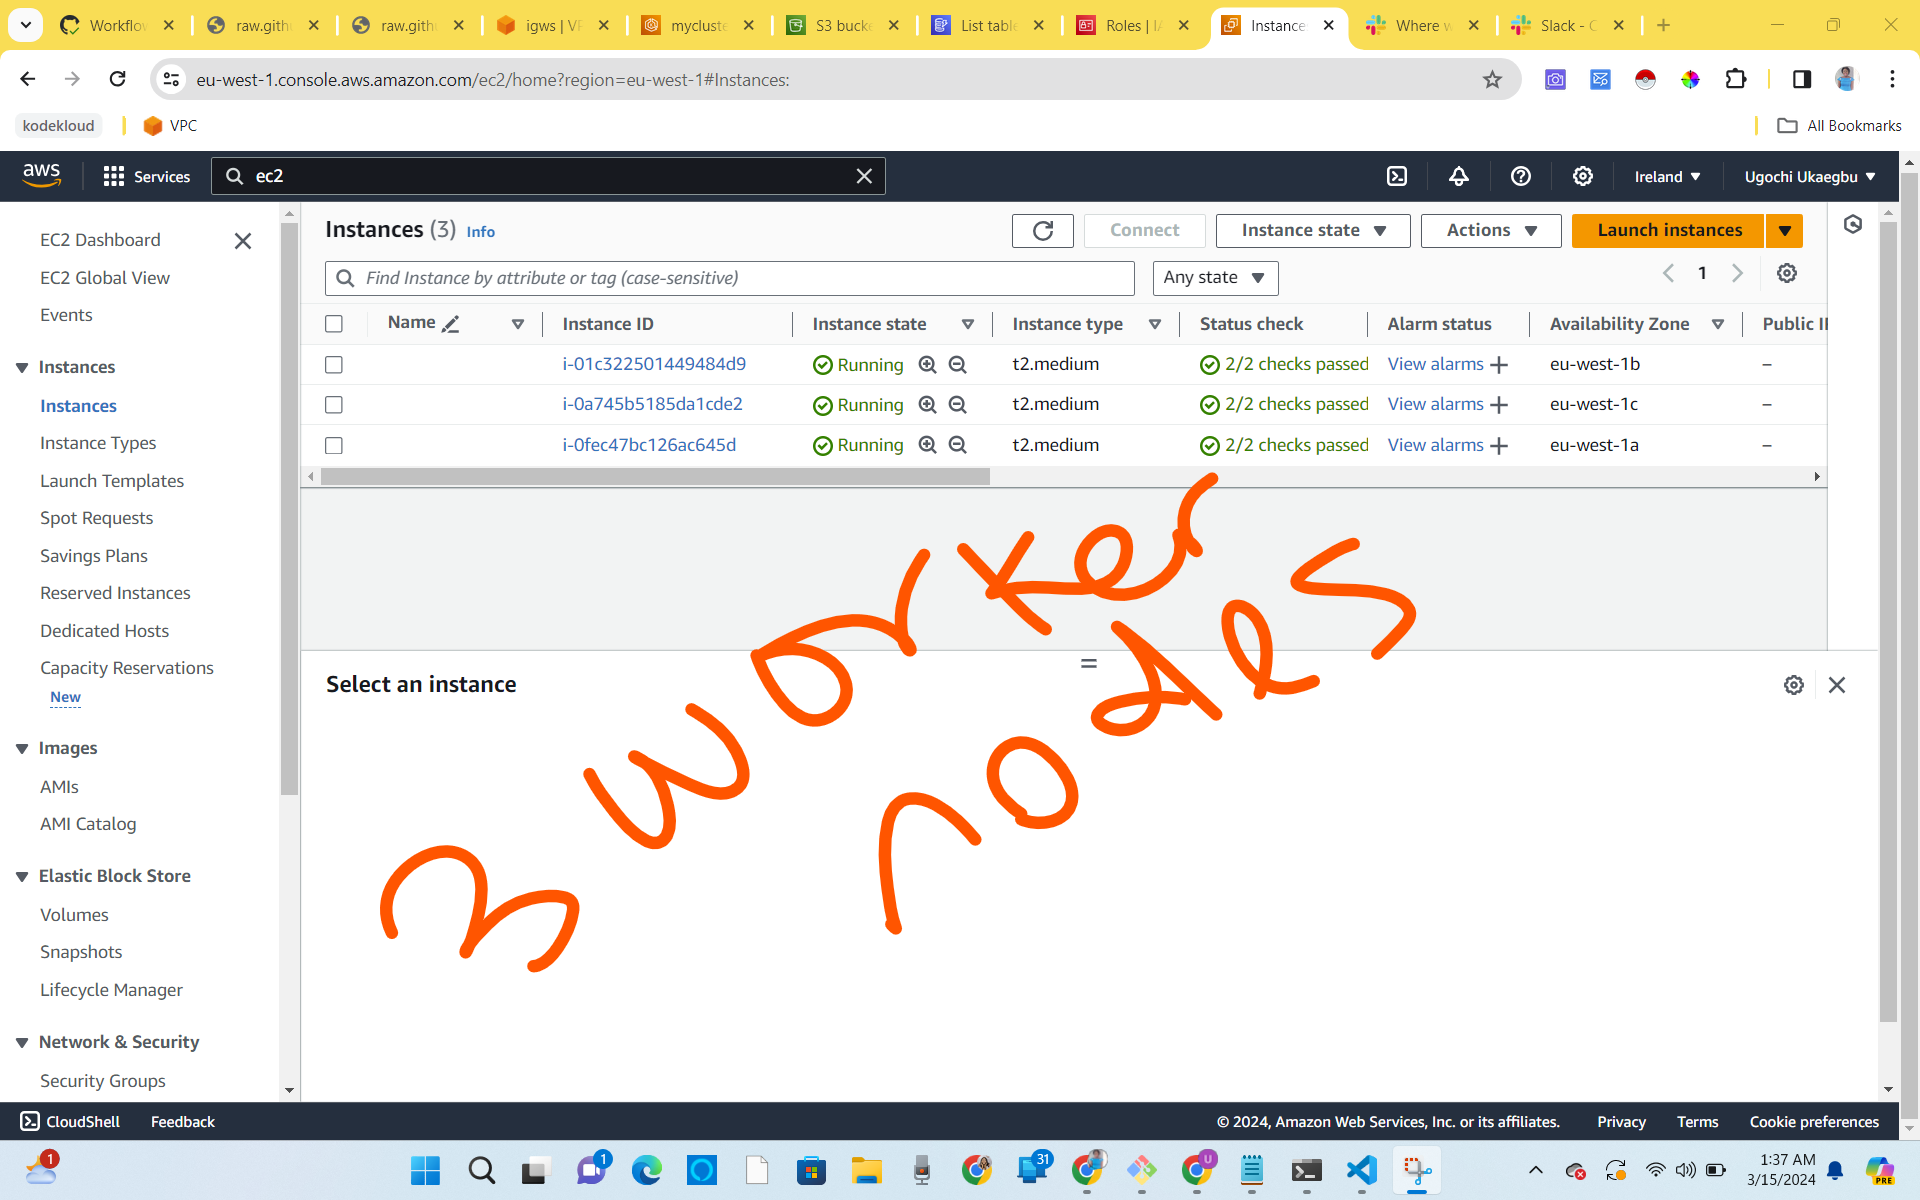 Workflow
raw.gith
raw.gith
igws | VP
mycluste
S3 bucke
List table
Roles | IA
Instance
Where w
Slack - C
eu-west-1.console.aws.amazon.com/ec2/home?region=eu-west-1#Instances:
kodekloud
VPC
All Bookmarks
aws
Services
ec2
Ireland
Ugochi Ukaegbu
EC2 Dashboard
EC2 Global View
Events
Instances
Instances
Instance Types
Launch Templates
Spot Requests
Savings Plans
Reserved Instances
Dedicated Hosts
Capacity Reservations
New
Images
AMIs
AMI Catalog
Elastic Block Store
Volumes
Snapshots
Lifecycle Manager
Network & Security
Security Groups
Instances (3) Info
Connect
Instance state
Actions
Launch instances
Find Instance by attribute or tag (case-sensitive)
Any state
1
Name Instance ID Instance state Instance type Status check Alarm status Availability Zone Public I
i-01c322501449484d9 Running t2.medium 2/2 checks passed View alarms + eu-west-1b –
i-0a745b5185da1cde2 Running t2.medium 2/2 checks passed View alarms + eu-west-1c –
i-0fec47bc126ac645d Running t2.medium 2/2 checks passed View alarms + eu-west-1a –
3 worker
nodes
Select an instance
CloudShell
Feedback
© 2024, Amazon Web Services, Inc. or its affiliates.
Privacy
Terms
Cookie preferences
1
1
31
U
1:37 AM
3/15/2024
PRE